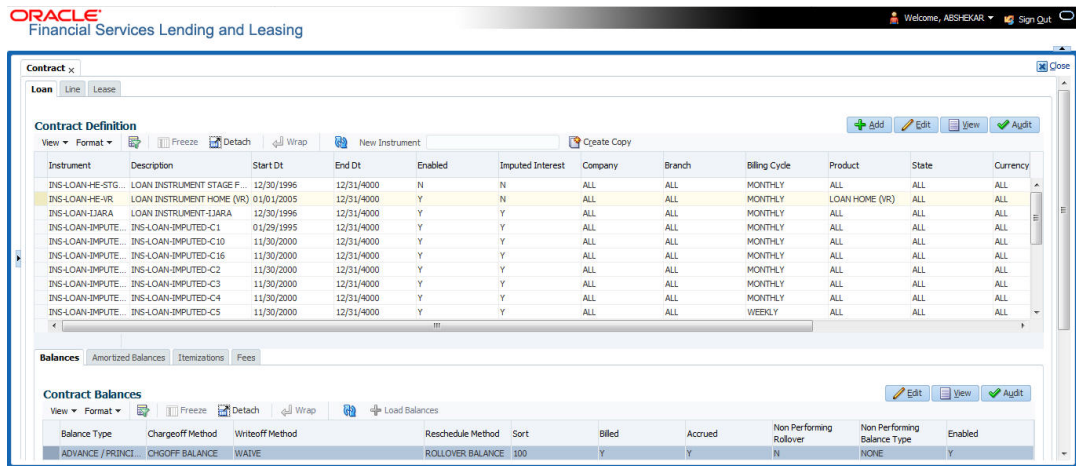 ORACLE
Financial Services Lending and Leasing
Welcome, ABSHEKAR
Sign Out
Contract x
Close
Loan Line Lease
Contract Definition
Add Edit View Audit
View Format Freeze Detach Wrap New Instrument Create Copy
Instrument Description Start Dt End Dt Enabled Imputed Interest Company Branch Billing Cycle Product State Currency
INS-LOAN-HE-STG... LOAN INSTRUMENT STAGE F... 12/30/1996 12/31/4000 N N ALL ALL MONTHLY ALL ALL ALL
INS-LOAN-HE-VR LOAN INSTRUMENT HOME (VR) 01/01/2005 12/31/4000 Y N ALL ALL MONTHLY LOAN HOME (VR) ALL ALL
INS-LOAN-IJARA LOAN INSTRUMENT-IJARA 12/30/1996 12/31/4000 Y Y ALL ALL MONTHLY ALL ALL ALL
INS-LOAN-IMPUTE... INS-LOAN-IMPUTED-C1 01/29/1995 12/31/4000 Y Y ALL ALL MONTHLY ALL ALL ALL
INS-LOAN-IMPUTE... INS-LOAN-IMPUTED-C10 11/30/2000 12/31/4000 Y Y ALL ALL MONTHLY ALL ALL ALL
INS-LOAN-IMPUTE... INS-LOAN-IMPUTED-C16 11/30/2000 12/31/4000 Y Y ALL ALL MONTHLY ALL ALL ALL
INS-LOAN-IMPUTE... INS-LOAN-IMPUTED-C2 11/30/2000 12/31/4000 Y Y ALL ALL MONTHLY ALL ALL ALL
INS-LOAN-IMPUTE... INS-LOAN-IMPUTED-C3 11/30/2000 12/31/4000 Y Y ALL ALL MONTHLY ALL ALL ALL
INS-LOAN-IMPUTE... INS-LOAN-IMPUTED-C4 11/30/2000 12/31/4000 Y Y ALL ALL MONTHLY ALL ALL ALL
INS-LOAN-IMPUTE... INS-LOAN-IMPUTED-C5 11/30/2000 12/31/4000 Y Y ALL ALL WEEKLY ALL ALL ALL
Balances Amortized Balances Itemizations Fees
Contract Balances
Edit View Audit
View Format Freeze Detach Wrap Load Balances
Balance Type Chargeoff Method Writeoff Method Reschedule Method Sort Billed Accrued Non Performing Rollover Non Performing Balance Type Enabled
ADVANCE / PRINCI... CHGOFF BALANCE WAIVE ROLLOVER BALANCE 100 Y Y N NONE Y